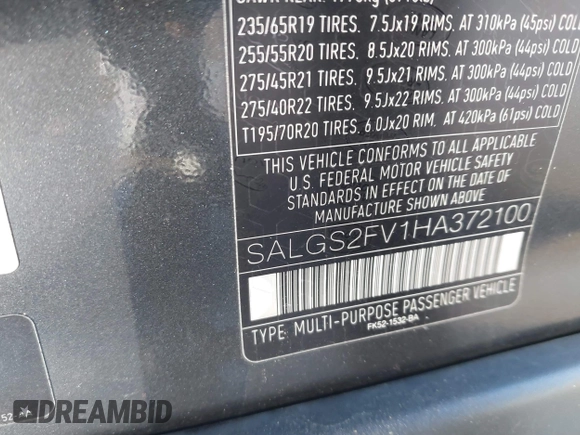 235/65R19 TIRES. 7.5Jx19 RIMS. AT 310kPa (45psi) COLD
255/55R20 TIRES. 8.5Jx20 RIMS. AT 300kPa (44psi) COLD
275/45R21 TIRES. 9.5Jx21 RIMS. AT 300kPa (44psi) COLD
275/40R22 TIRES. 9.5Jx22 RIMS. AT 300kPa (44psi) COLD
T195/70R20 TIRES. 6.0Jx20 RIM. AT 420kPa (61psi) COLD
THIS VEHICLE CONFORMS TO ALL APPLICABLE
U.S. FEDERAL MOTOR VEHICLE SAFETY
STANDARDS IN EFFECT ON THE DATE OF
MANUFACTURE SHOWN ABOVE
SALGS2FV1HA372100
TYPE: MULTI-PURPOSE PASSENGER VEHICLE
FK52-1532-BA
DREAMBID